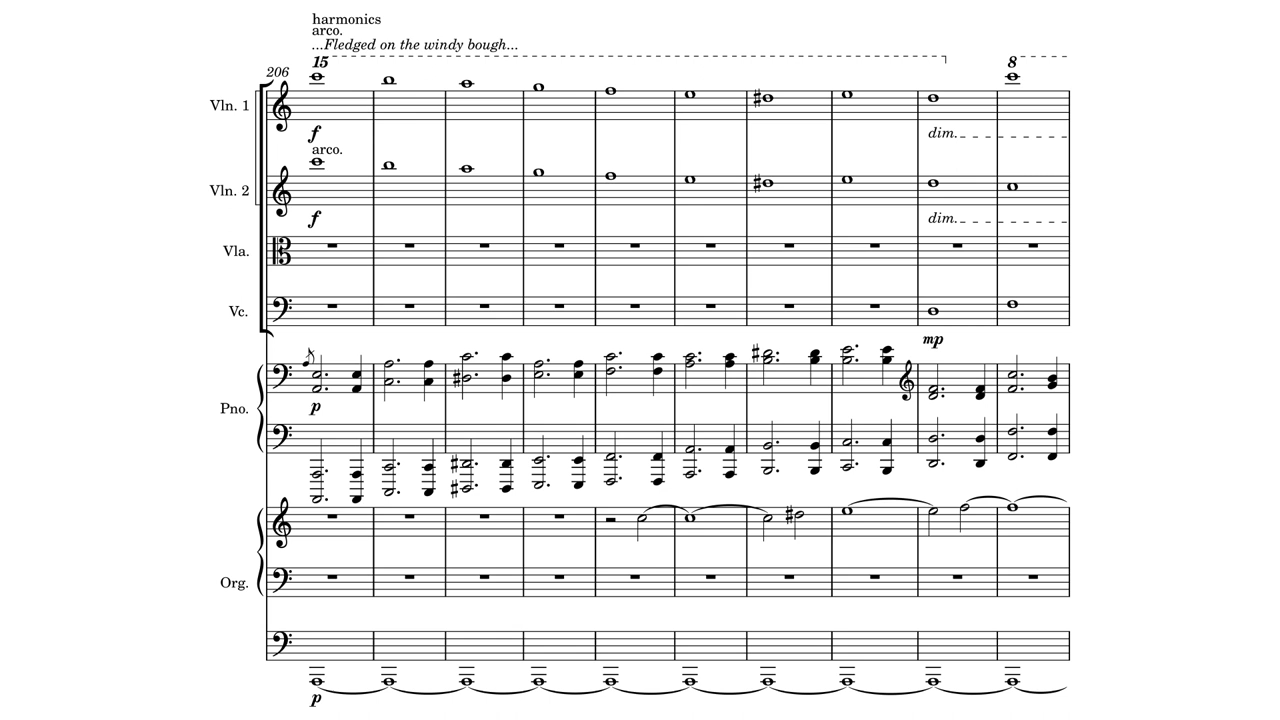 harmonics
arco.
...Fledged on the windy bough...
15
8
206
Vln. 1
f
dim.
arco.
Vln. 2
f
dim.
Vla.
Vc.
mp
Pno.
p
Org.
p